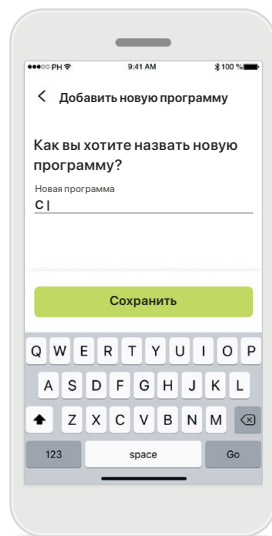 ●●●○○ PH 9:41 AM 100 %
Добавить новую программу
Как вы хотите назвать новую
программу?
Новая программа
C |
Сохранить
Q W E R T Y U I O P
A S D F G H J K L
Z X C V B N M
123 space Go